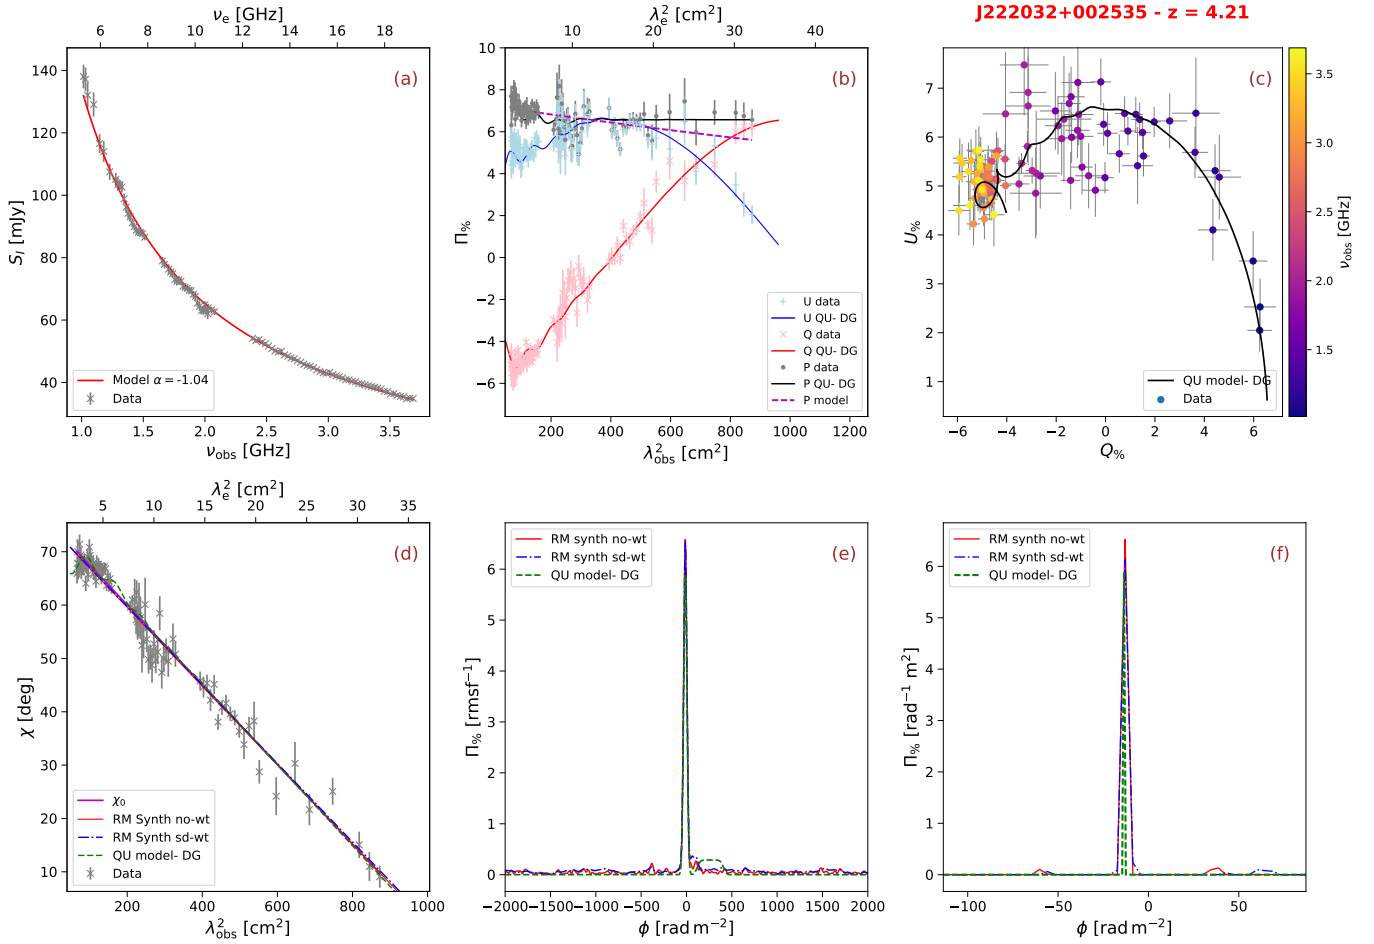 J222032+002535 - z = 4.21
ν_e [GHz]
6 8 10 12 14 16 18
(a)
140
120
100
80
60
40
S_I [mJy]
Model α = -1.04
Data
1.0 1.5 2.0 2.5 3.0 3.5
ν_obs [GHz]
λ_e^2 [cm^2]
10 20 30 40
(b)
10
8
6
4
2
0
−2
−4
−6
Π_%
U data
U QU- DG
Q data
Q QU- DG
P data
P QU- DG
P model
200 400 600 800 1000 1200
λ_obs^2 [cm^2]
(c)
7
6
5
4
3
2
1
U_%
QU model- DG
Data
−6 −4 −2 0 2 4 6
Q_%
3.5
3.0
2.5
2.0
1.5
ν_obs [GHz]
λ_e^2 [cm^2]
5 10 15 20 25 30 35
(d)
70
60
50
40
30
20
10
χ [deg]
χ_0
RM Synth no-wt
RM Synth sd-wt
QU model- DG
Data
200 400 600 800 1000
λ_obs^2 [cm^2]
RM synth no-wt
RM synth sd-wt
QU model- DG
(e)
6
5
4
3
2
1
0
Π_% [rmsf^−1]
−2000 −1500 −1000 −500 0 500 1000 1500 2000
ϕ [rad m^−2]
RM synth no-wt
RM synth sd-wt
QU model- DG
(f)
6
5
4
3
2
1
0
Π_% [rad^−1 m^2]
−100 −50 0 50
ϕ [rad m^−2]